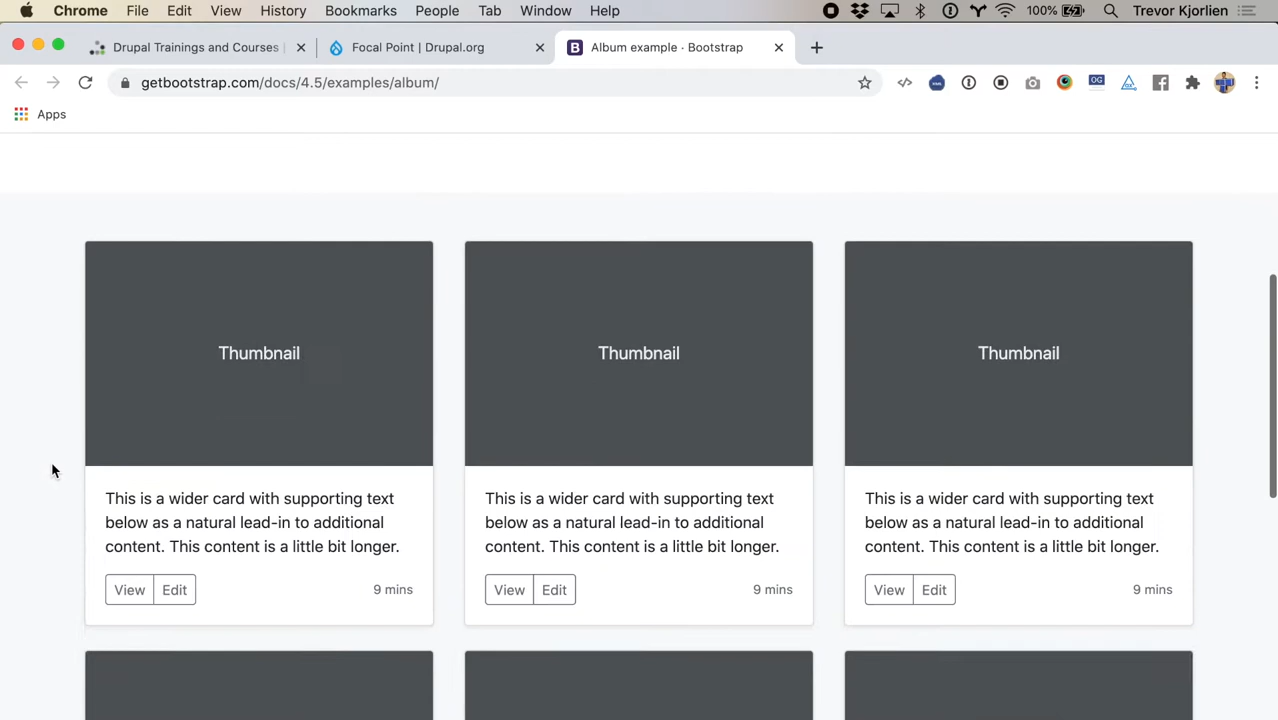 Chrome File Edit View History Bookmarks People Tab Window Help 100% Trevor Kjorlien
Drupal Trainings and Courses | Focal Point | Drupal.org Album example · Bootstrap
getbootstrap.com/docs/4.5/examples/album/
Apps
Thumbnail Thumbnail Thumbnail
This is a wider card with supporting text
below as a natural lead-in to additional
content. This content is a little bit longer.
View Edit 9 mins
This is a wider card with supporting text
below as a natural lead-in to additional
content. This content is a little bit longer.
View Edit 9 mins
This is a wider card with supporting text
below as a natural lead-in to additional
content. This content is a little bit longer.
View Edit 9 mins